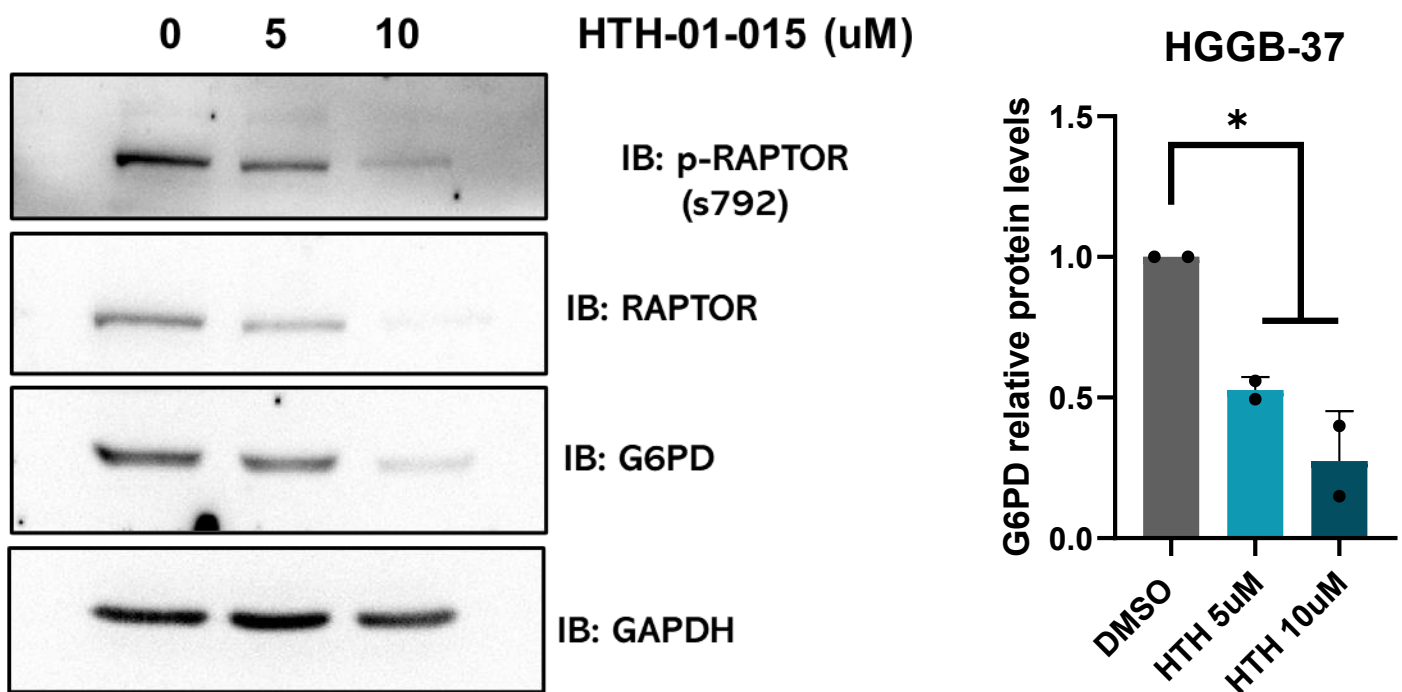 0 5 10 HTH-01-015 (uM)
IB: p-RAPTOR
(s792)
IB: RAPTOR
IB: G6PD
IB: GAPDH
HGGB-37
*
G6PD relative protein levels
1.5
1.0
0.5
0.0
DMSO
HTH 5uM
HTH 10uM